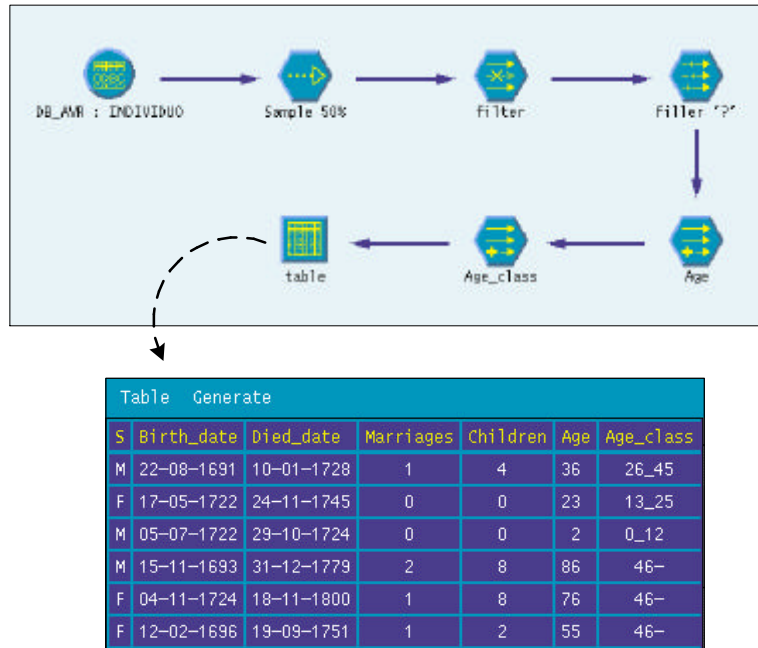 ODBC
DB_AVR : INDIVIDUO
Sample 50%
filter
Filler "?"
table
Age_class
Age
Table Generate
S Birth_date Died_date Marriages Children Age Age_class
M 22-08-1691 10-01-1728 1 4 36 26_45
F 17-05-1722 24-11-1745 0 0 23 13_25
M 05-07-1722 29-10-1724 0 0 2 0_12
M 15-11-1693 31-12-1779 2 8 86 46-
F 04-11-1724 18-11-1800 1 8 76 46-
F 12-02-1696 19-09-1751 1 2 55 46-